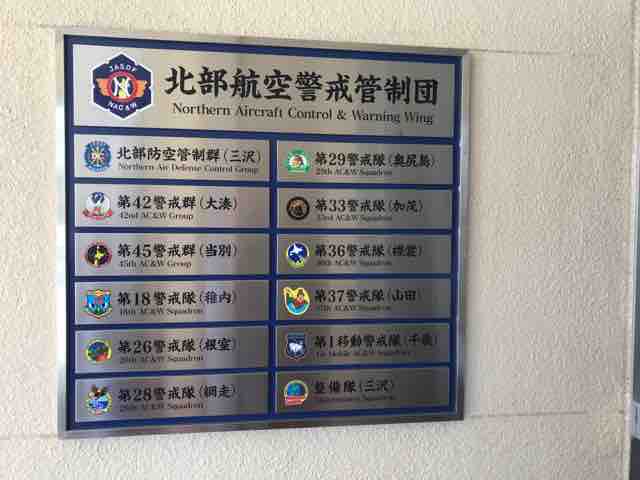 JASDF
NAC&W
北部航空警戒管制団
Northern Aircraft Control & Warning Wing
北部防空管制群(三沢)
Northern Air Defense Control Group
第42警戒群(大湊)
42nd AC&W Group
第45警戒群(当別)
45th AC&W Group
第18警戒隊(稚内)
18th AC&W Squadron
第26警戒隊(根室)
26th AC&W Squadron
第28警戒隊(網走)
28th AC&W Squadron
第29警戒隊(奥尻島)
29th AC&W Squadron
第33警戒隊(加茂)
33rd AC&W Squadron
第36警戒隊(襟裳)
36th AC&W Squadron
第37警戒隊(山田)
37th AC&W Squadron
第1移動警戒隊(千歳)
1st Mobile AC&W Squadron
整備隊(三沢)
Maintenance Squadron